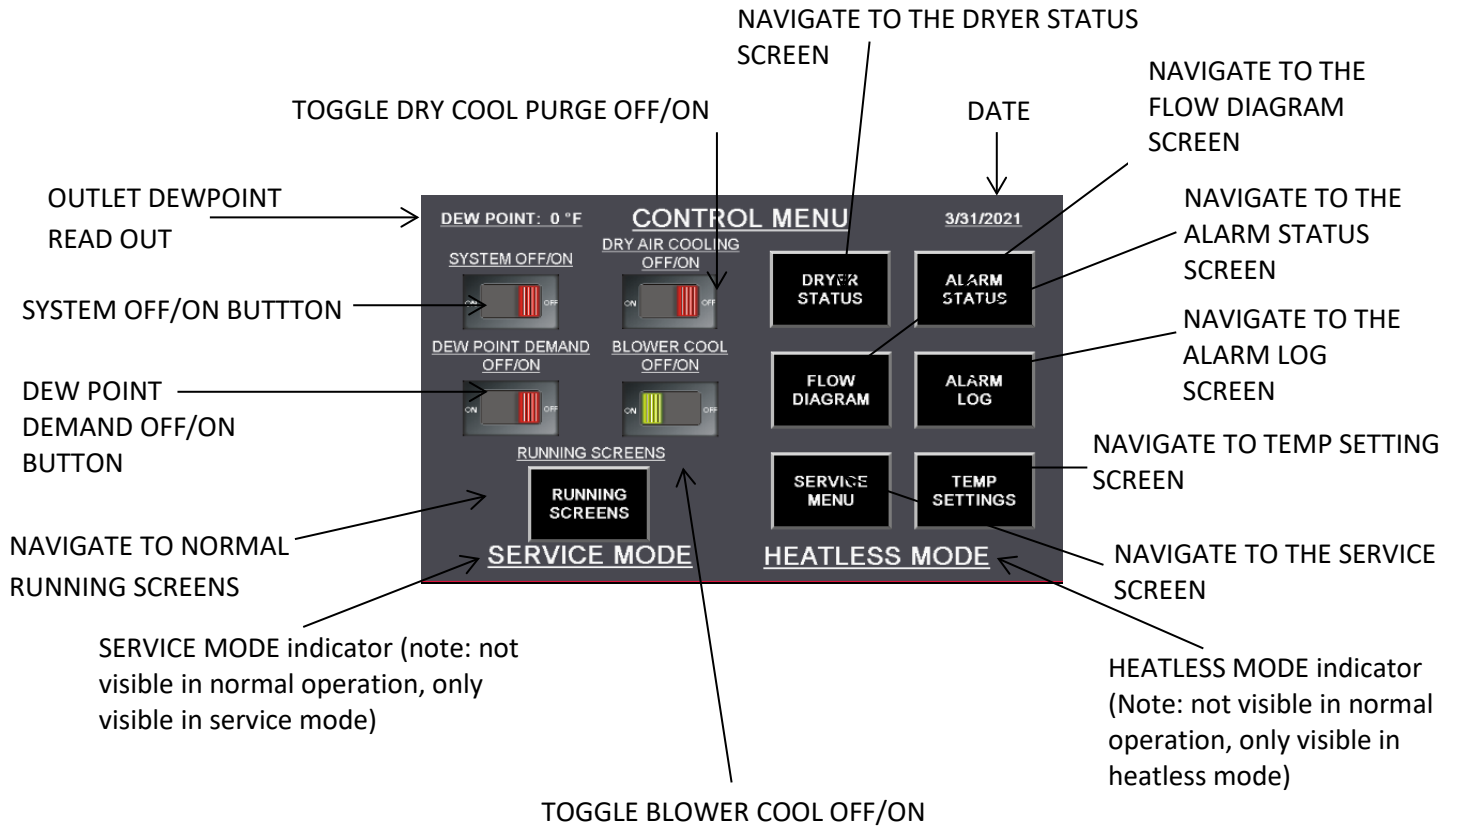 NAVIGATE TO THE DRYER STATUS
SCREEN
NAVIGATE TO THE
FLOW DIAGRAM
SCREEN
TOGGLE DRY COOL PURGE OFF/ON
DATE
OUTLET DEWPOINT
READ OUT
NAVIGATE TO THE
ALARM STATUS
SCREEN
DEW POINT: 0 °F
CONTROL MENU
3/31/2021
SYSTEM OFF/ON
DRY AIR COOLING
OFF/ON
ON
OFF
ON
OFF
DRYER
STATUS
ALARM
STATUS
SYSTEM OFF/ON BUTTTON
NAVIGATE TO THE
ALARM LOG
SCREEN
DEW POINT DEMAND
OFF/ON
BLOWER COOL
OFF/ON
ON
OFF
ON
OFF
FLOW
DIAGRAM
ALARM
LOG
DEW POINT
DEMAND OFF/ON
BUTTON
RUNNING SCREENS
RUNNING
SCREENS
SERVICE
MENU
TEMP
SETTINGS
NAVIGATE TO TEMP SETTING
SCREEN
NAVIGATE TO NORMAL
RUNNING SCREENS
SERVICE MODE
HEATLESS MODE
NAVIGATE TO THE SERVICE
SCREEN
SERVICE MODE indicator (note: not
visible in normal operation, only
visible in service mode)
HEATLESS MODE indicator
(Note: not visible in normal
operation, only visible in
heatless mode)
TOGGLE BLOWER COOL OFF/ON